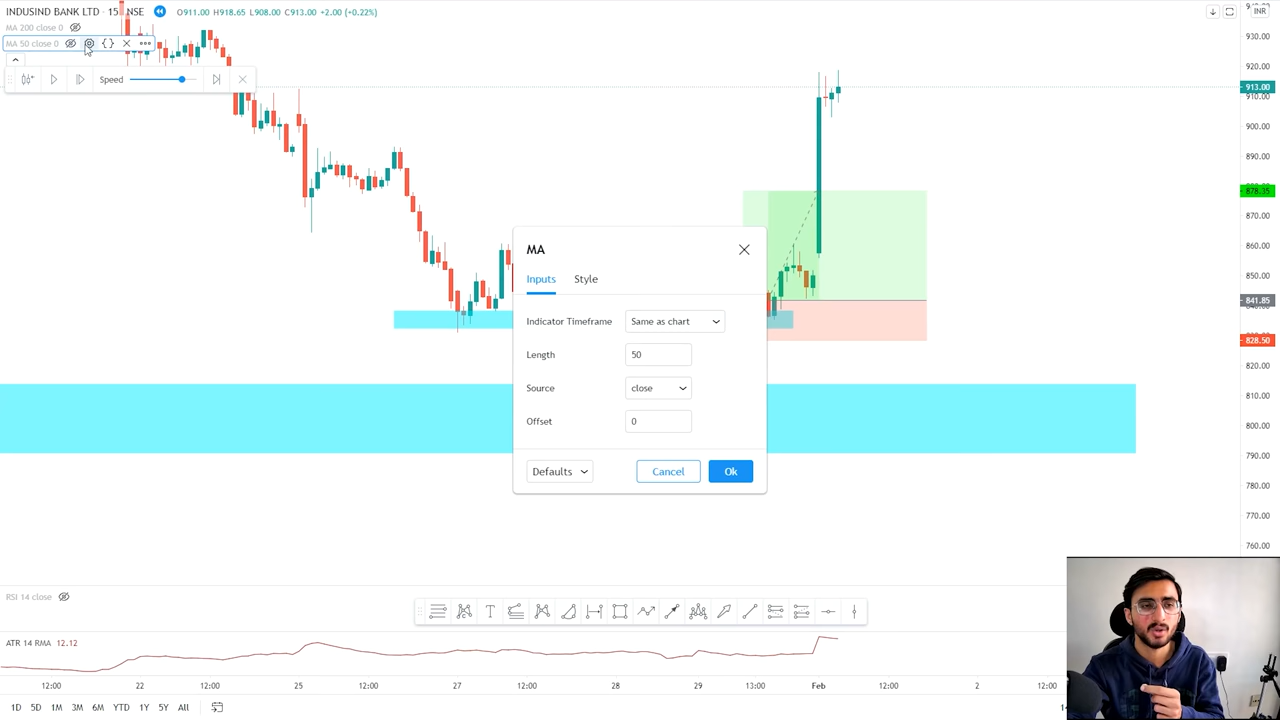 INDUSIND BANK LTD · 15 NSE O911.00 H918.65 L908.00 C913.00 +2.00 (+0.22%)
MA 200 close 0
MA 50 close 0
Speed
INR
930.00
920.00
913.00
910.00
900.00
890.00
878.35
870.00
860.00
850.00
841.85
828.50
820.00
810.00
800.00
790.00
780.00
770.00
760.00
MA
Inputs Style
Indicator Timeframe Same as chart
Length 50
Source close
Offset 0
Defaults Cancel Ok
RSI 14 close
T
ATR 14 RMA 12.12
12:00 22 12:00 25 12:00 27 12:00 28 29 13:00 Feb 12:00 2 12:00
1D 5D 1M 3M 6M YTD 1Y 5Y All